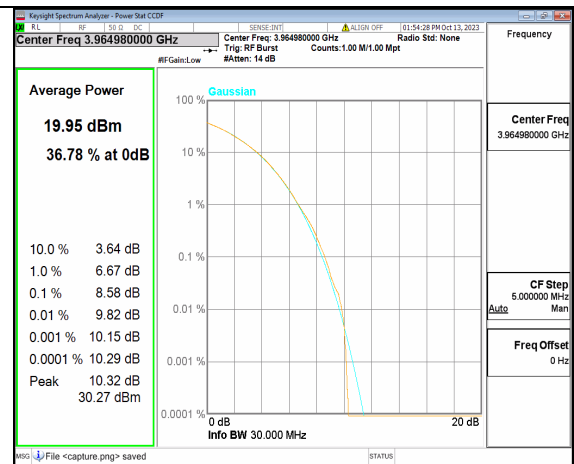 Keysight Spectrum Analyzer - Power Stat CCDF
RL RF 50 Ω DC SENSE:INT ALIGN OFF 01:54:28 PM Oct 13, 2023
Center Freq 3.964980000 GHz
Center Freq: 3.964980000 GHz Radio Std: None
Trig: RF Burst Counts:1.00 M/1.00 Mpt
#IFGain:Low #Atten: 14 dB
Frequency
Average Power
19.95 dBm
36.78 % at 0dB
10.0 % 3.64 dB
1.0 % 6.67 dB
0.1 % 8.58 dB
0.01 % 9.82 dB
0.001 % 10.15 dB
0.0001 % 10.29 dB
Peak 10.32 dB
30.27 dBm
Gaussian
100 %
10 %
1 %
0.1 %
0.01 %
0.001 %
0.0001 %
0 dB 20 dB
Info BW 30.000 MHz
Center Freq
3.964980000 GHz
CF Step
5.000000 MHz
Auto Man
Freq Offset
0 Hz
MSG File <capture.png> saved STATUS